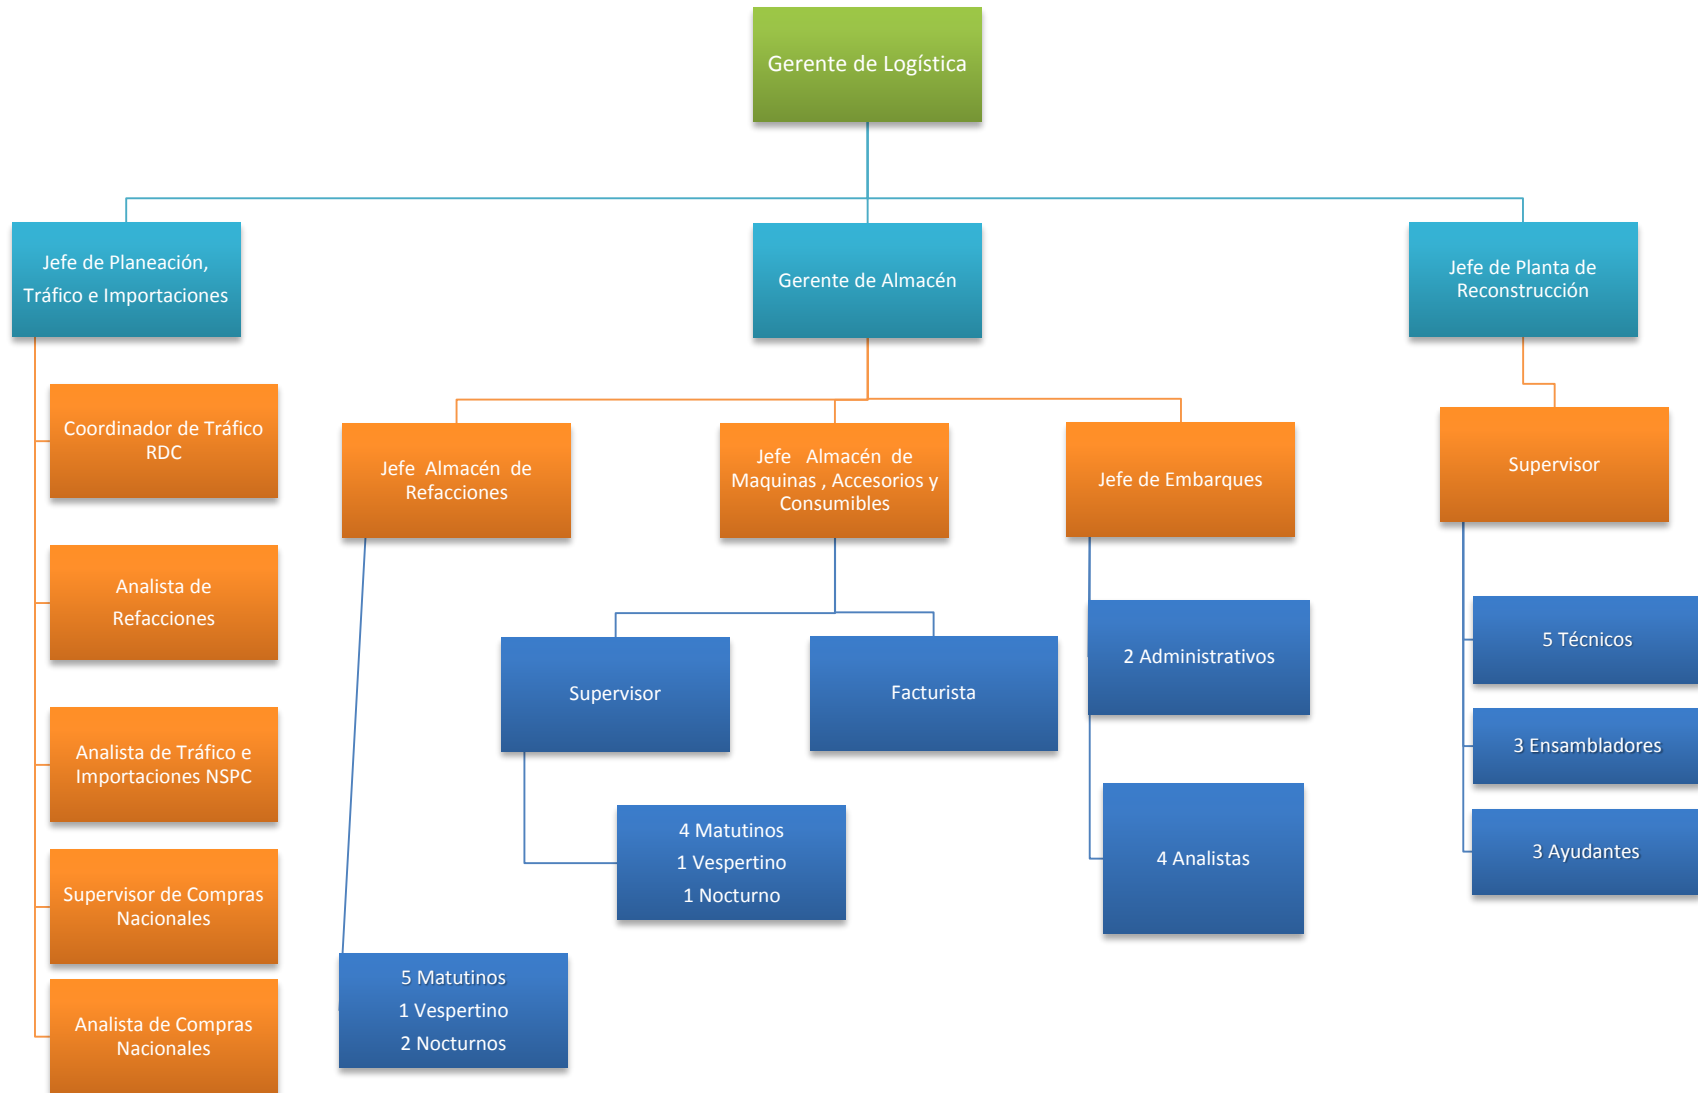 Gerente de Logística
Jefe de Planeación,
Tráfico e Importaciones
Gerente de Almacén
Jefe de Planta de
Reconstrucción
Coordinador de Tráfico
RDC
Analista de
Refacciones
Analista de Tráfico e
Importaciones NSPC
Supervisor de Compras
Nacionales
Analista de Compras
Nacionales
Jefe Almacén de
Refacciones
5 Matutinos
1 Vespertino
2 Nocturnos
Jefe Almacén de
Maquinas , Accesorios y
Consumibles
Supervisor
4 Matutinos
1 Vespertino
1 Nocturno
Facturista
Jefe de Embarques
2 Administrativos
4 Analistas
Supervisor
5 Técnicos
3 Ensambladores
3 Ayudantes